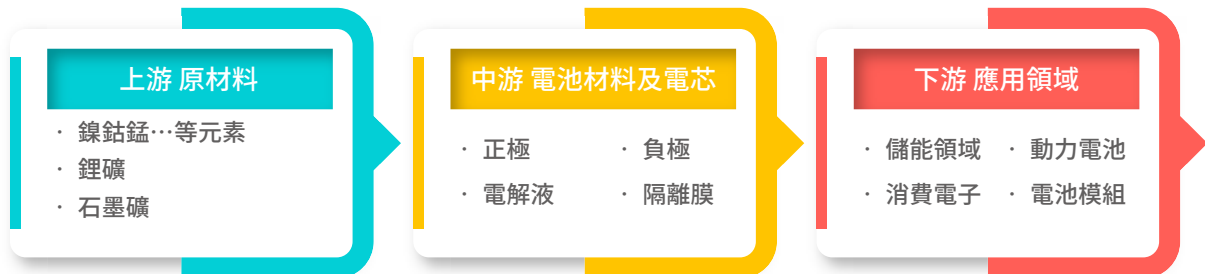 上游 原材料
· 鎳鈷錳…等元素
· 鋰礦
· 石墨礦
中游 電池材料及電芯
· 正極 · 負極
· 電解液 · 隔離膜
下游 應用領域
· 儲能領域 · 動力電池
· 消費電子 · 電池模組